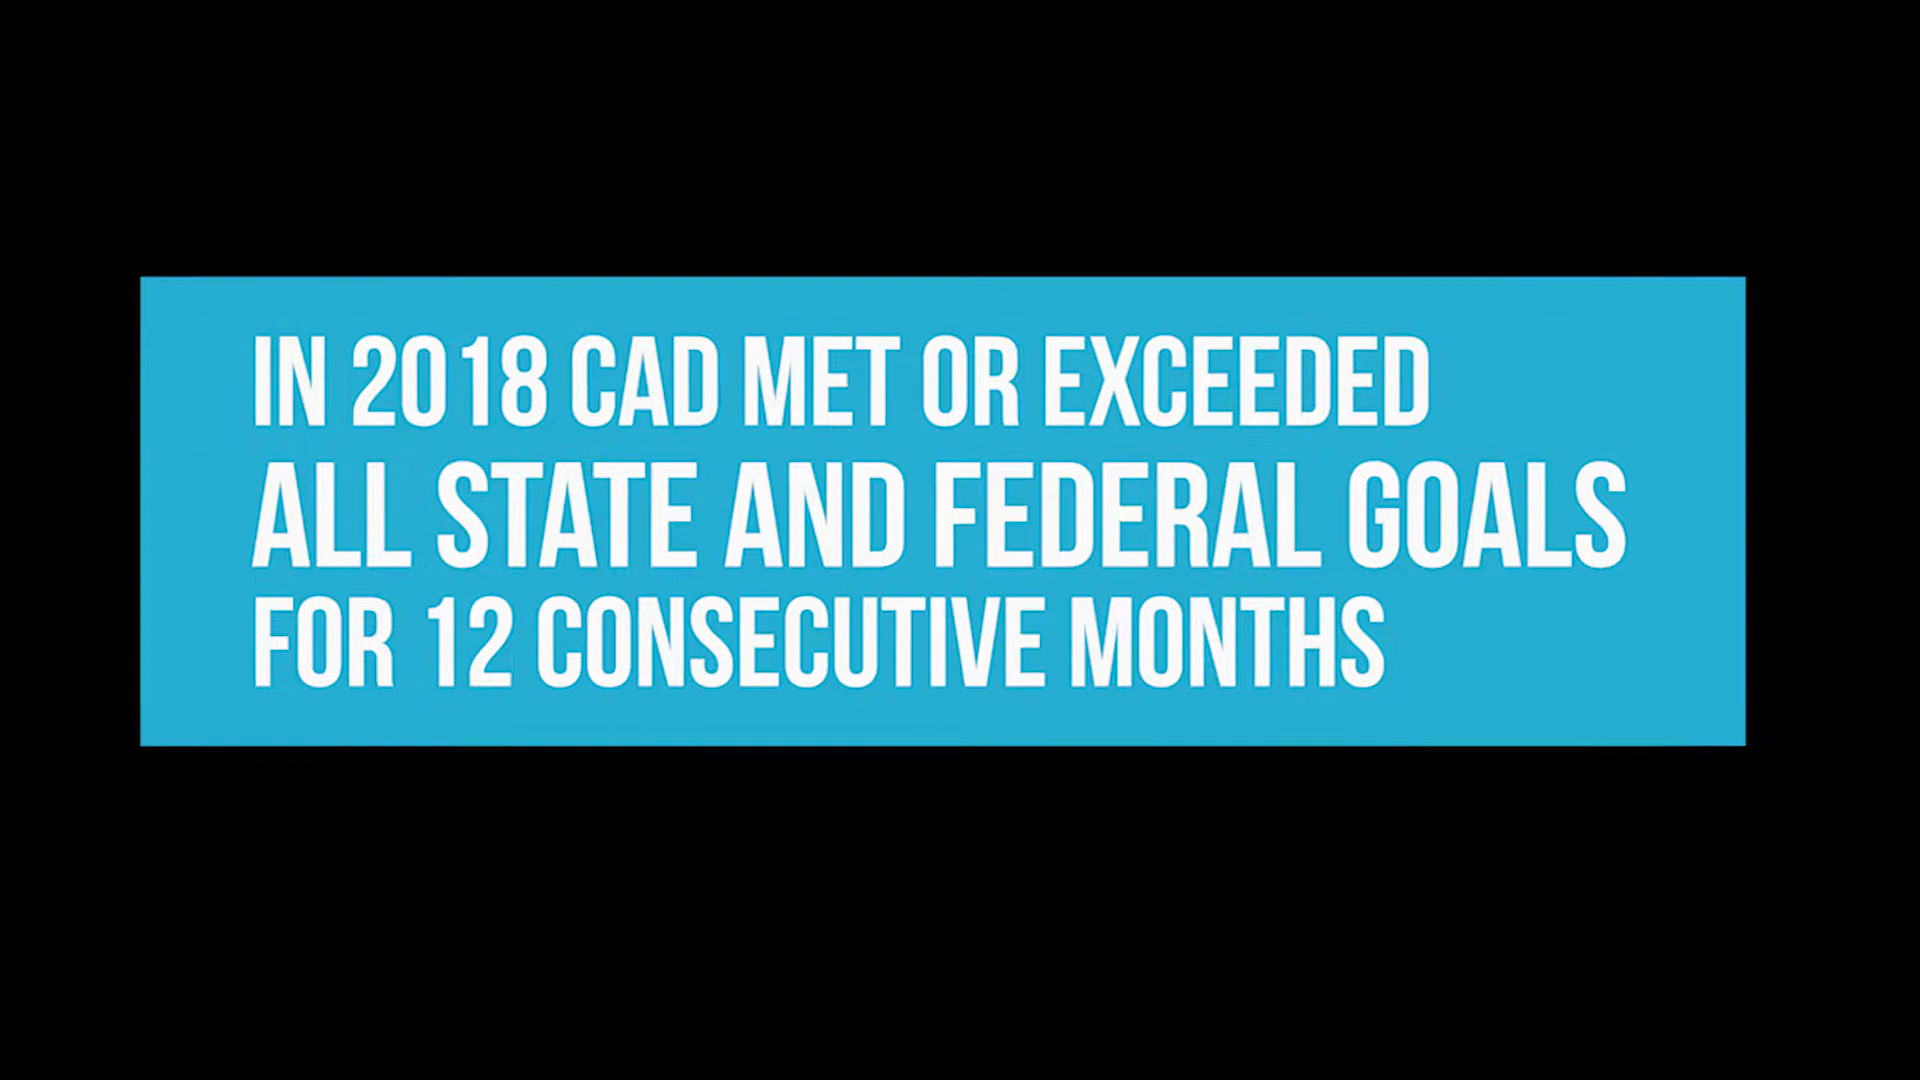 IN 2018 CAD MET OR EXCEEDED
ALL STATE AND FEDERAL GOALS
FOR 12 CONSECUTIVE MONTHS